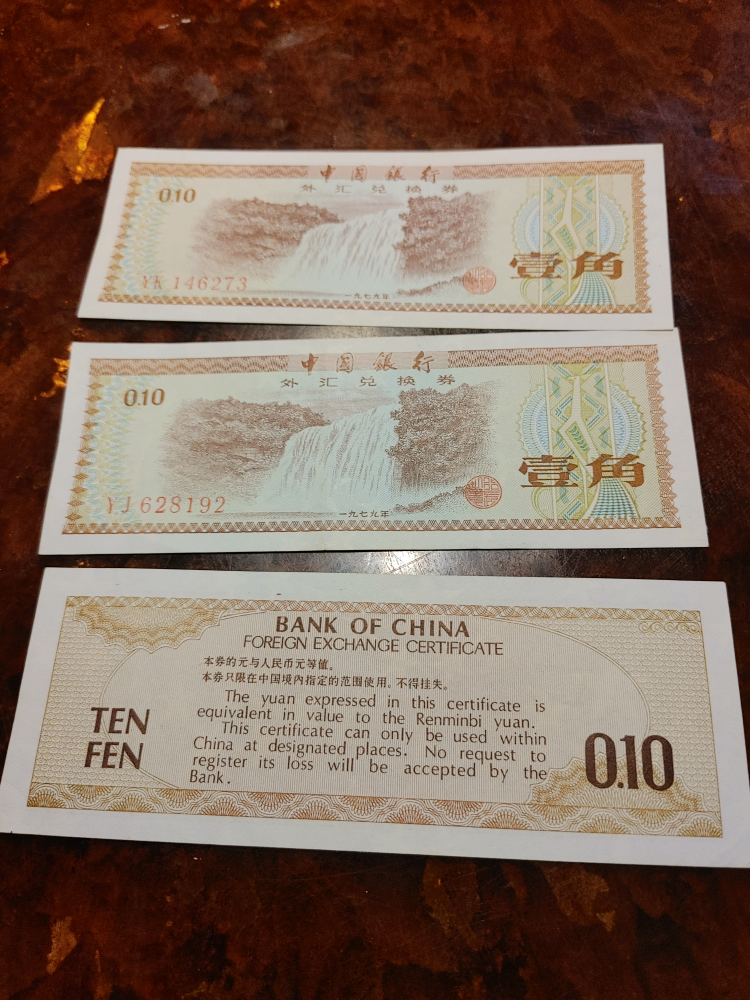 中国银行
外汇兑换券
0.10
壹角
YK 146273
一九七九年
中国银行
外汇兑换券
0.10
壹角
YJ 628192
一九七九年
BANK OF CHINA
FOREIGN EXCHANGE CERTIFICATE
本券的元与人民币元等值。
本券只限在中国境内指定的范围使用。不得挂失。
The yuan expressed in this certificate is
equivalent in value to the Renminbi yuan.
This certificate can only be used within
China at designated places. No request to
register its loss will be accepted by the
Bank.
TEN
FEN
0.10